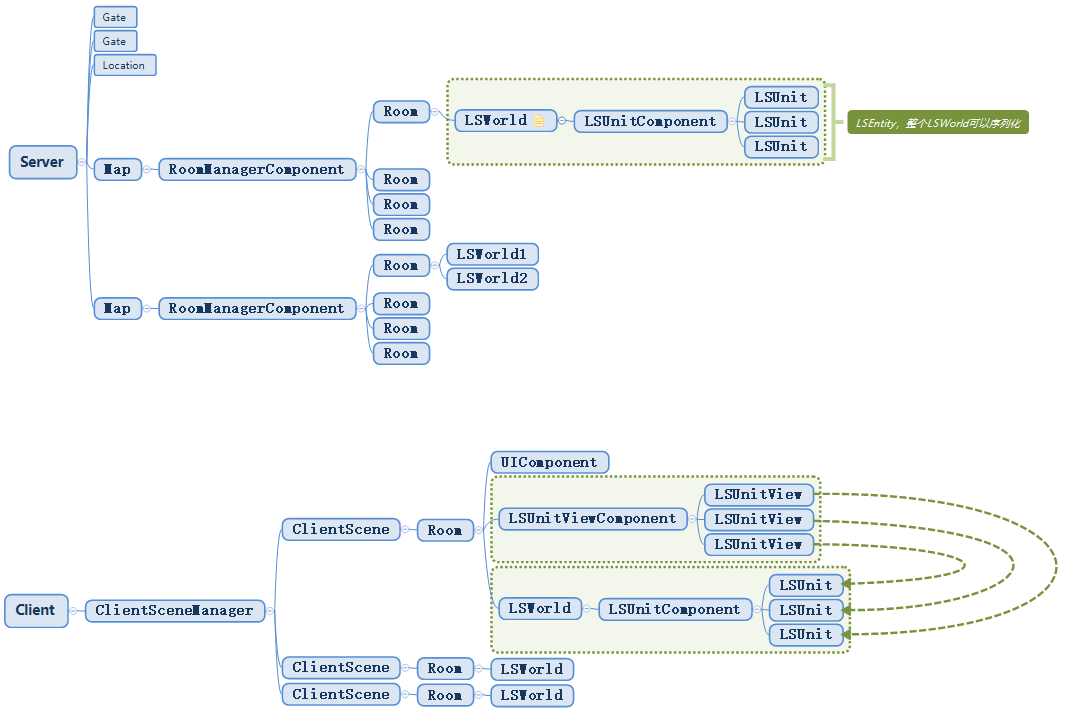 Gate
Gate
Location
Server
Map
RoomManagerComponent
Room
LSWorld
LSUnitComponent
LSUnit
LSUnit
LSUnit
LSEntity, 整个LSWorld可以序列化
Room
Room
Room
Map
RoomManagerComponent
Room
LSWorld1
LSWorld2
Room
Room
Room
Client
ClientSceneManager
ClientScene
Room
UIComponent
LSUnitViewComponent
LSUnitView
LSUnitView
LSUnitView
LSWorld
LSUnitComponent
LSUnit
LSUnit
LSUnit
ClientScene
Room
LSWorld
ClientScene
Room
LSWorld